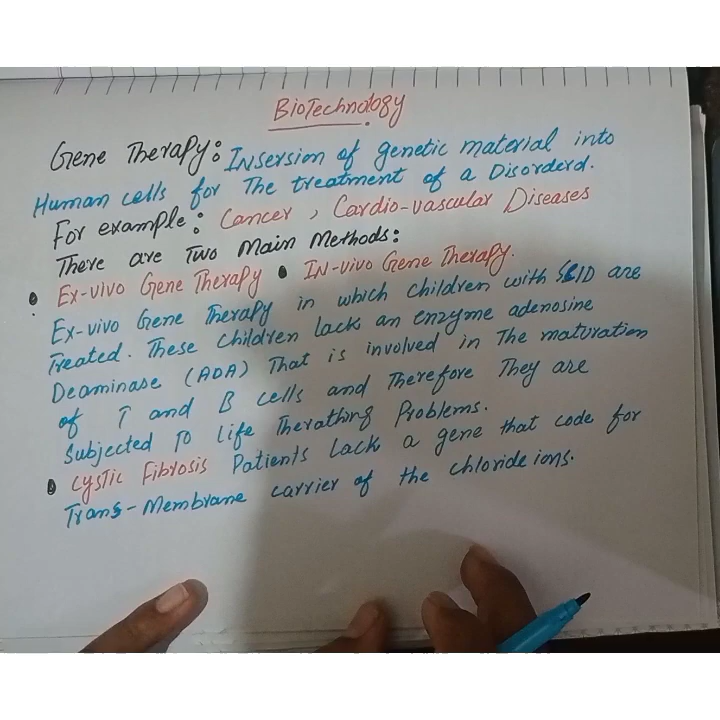 BioTechnology
Gene Therapy: Insersion of genetic material into
Human cells for The treatment of a Disorderd.
For example: Cancer, Cardio-vascular Diseases
There are Two Main Methods:
• Ex-vivo Gene Therapy • IN-vivo Gene Therapy.
Ex-vivo Gene Therapy in which children with SCID are
Treated. These children lack an enzyme adenosine
Deaminase (ADA) That is involved in The maturation
of T and B cells and Therefore They are
Subjected To life Therathing Problems.
• Cystic Fibrosis Patients Lack a gene that code for
Trans-Membrane carrier of the chloride ions.